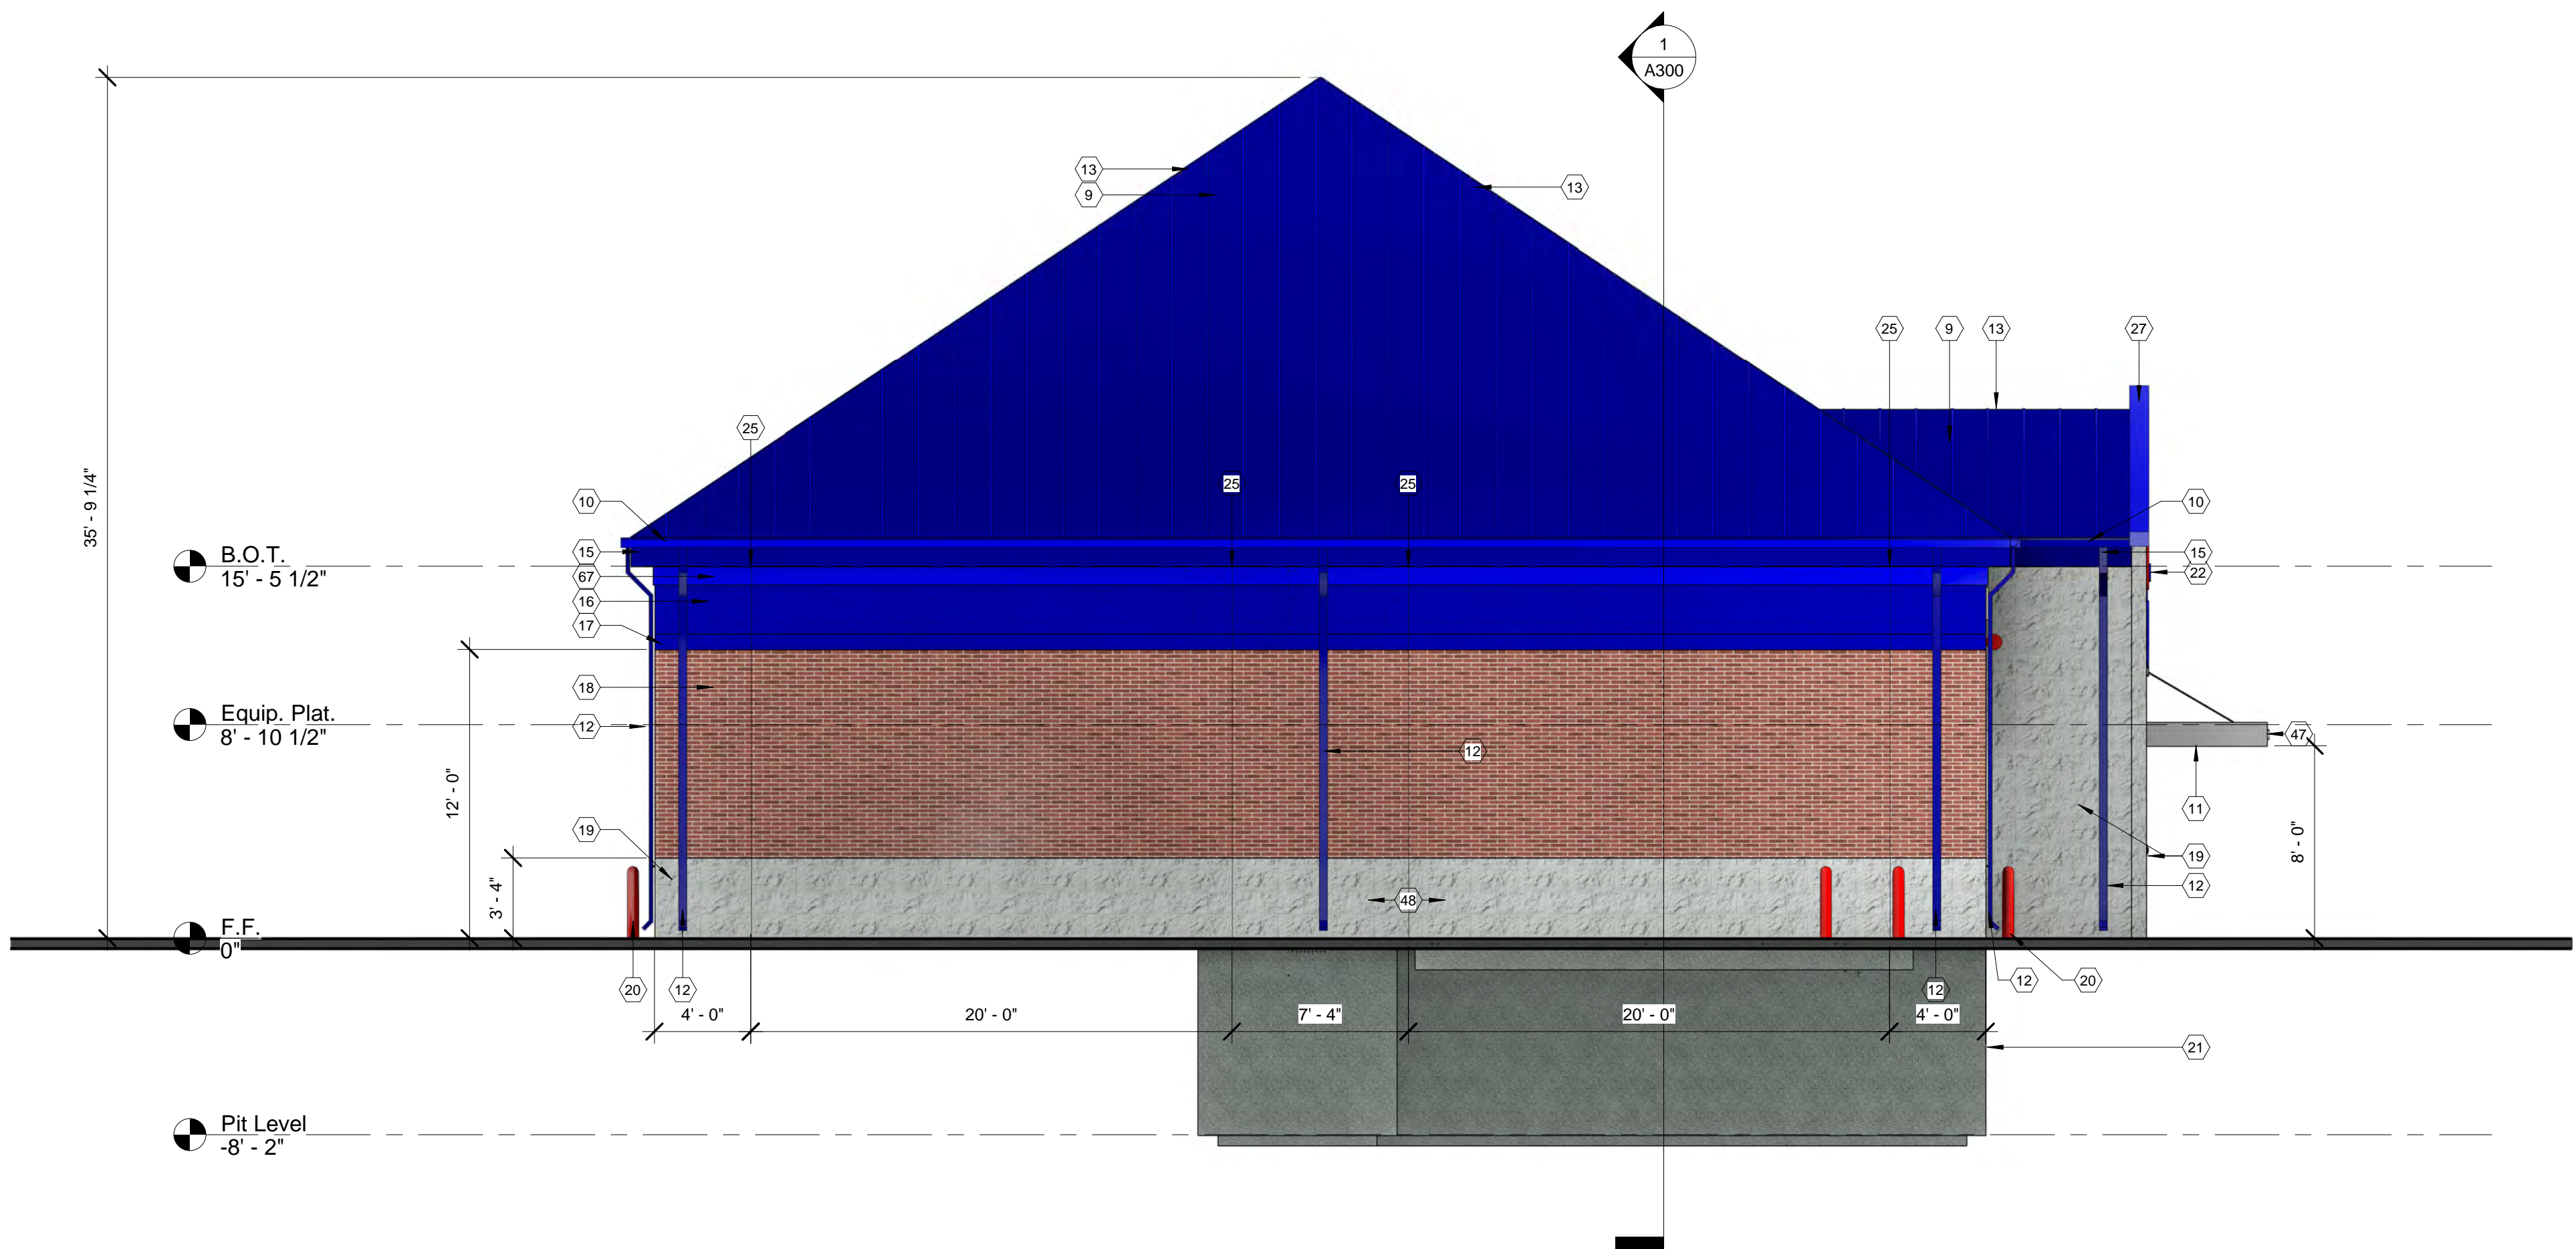 1
A300
13
9
13
25
9
13
27
25
25
25
10
10
35' - 9 1/4"
B.O.T.
15' - 5 1/2"
15
15
67
22
16
17
18
Equip. Plat.
8' - 10 1/2"
12
12
47
12' - 0"
11
19
8' - 0"
19
3' - 4"
12
48
F.F.
0"
20
12
12
12
20
4' - 0"
20' - 0"
7' - 4"
20' - 0"
4' - 0"
21
Pit Level
-8' - 2"